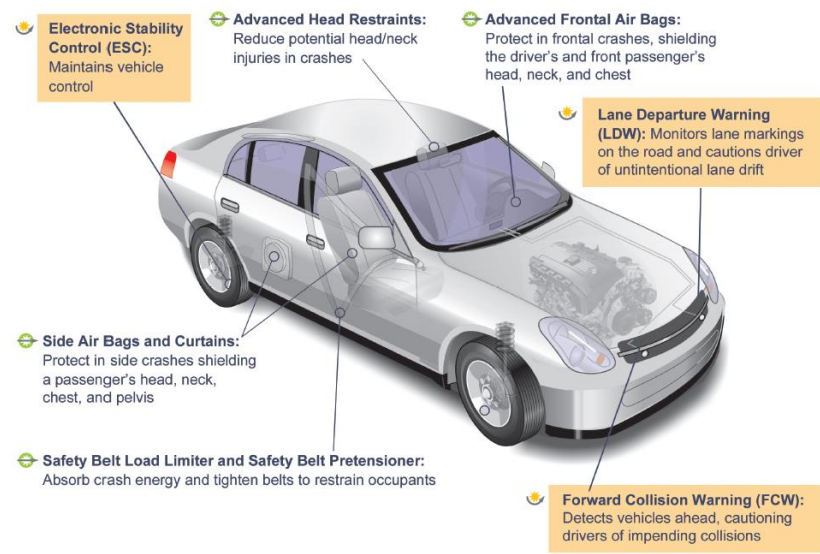 Electronic Stability
Control (ESC):
Maintains vehicle
control
Advanced Head Restraints:
Reduce potential head/neck
injuries in crashes
Advanced Frontal Air Bags:
Protect in frontal crashes, shielding
the driver's and front passenger's
head, neck, and chest
Lane Departure Warning
(LDW): Monitors lane markings
on the road and cautions driver
of untintentional lane drift
Side Air Bags and Curtains:
Protect in side crashes shielding
a passenger's head, neck,
chest, and pelvis
Safety Belt Load Limiter and Safety Belt Pretensioner:
Absorb crash energy and tighten belts to restrain occupants
Forward Collision Warning (FCW):
Detects vehicles ahead, cautioning
drivers of impending collisions